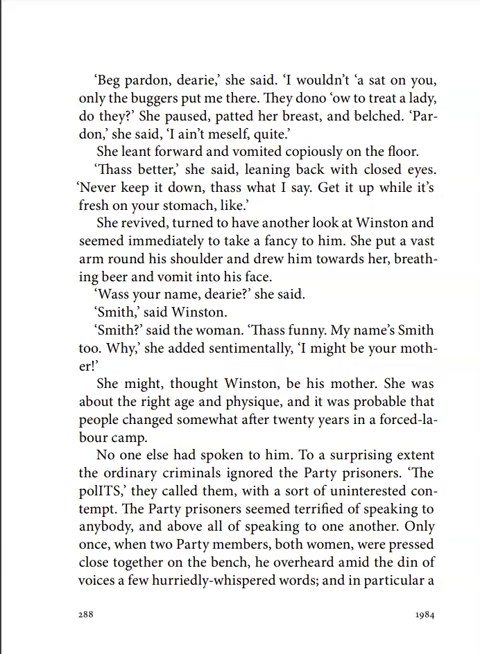 ‘Beg pardon, dearie,’ she said. ‘I wouldn’t ‘a sat on you,
only the buggers put me there. They dono ‘ow to treat a lady,
do they?’ She paused, patted her breast, and belched. ‘Par-
don,’ she said, ‘I ain’t meself, quite.’
She leant forward and vomited copiously on the floor.
‘Thass better,’ she said, leaning back with closed eyes.
‘Never keep it down, thass what I say. Get it up while it’s
fresh on your stomach, like.’
She revived, turned to have another look at Winston and
seemed immediately to take a fancy to him. She put a vast
arm round his shoulder and drew him towards her, breath-
ing beer and vomit into his face.
‘Wass your name, dearie?’ she said.
‘Smith,’ said Winston.
‘Smith?’ said the woman. ‘Thass funny. My name’s Smith
too. Why,’ she added sentimentally, ‘I might be your moth-
er!’
She might, thought Winston, be his mother. She was
about the right age and physique, and it was probable that
people changed somewhat after twenty years in a forced-la-
bour camp.
No one else had spoken to him. To a surprising extent
the ordinary criminals ignored the Party prisoners. ‘The
polITS,’ they called them, with a sort of uninterested con-
tempt. The Party prisoners seemed terrified of speaking to
anybody, and above all of speaking to one another. Only
once, when two Party members, both women, were pressed
close together on the bench, he overheard amid the din of
voices a few hurriedly-whispered words; and in particular a
288 1984